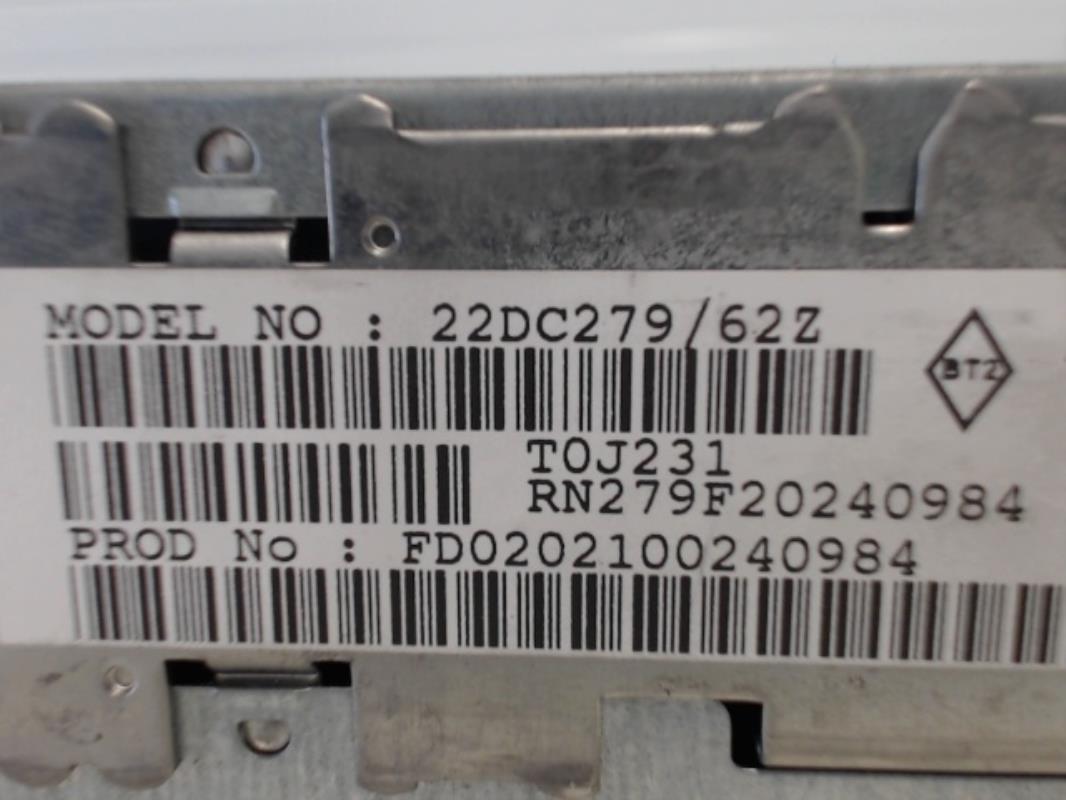 MODEL NO : 22DC279/62Z
BTZ
T0J231
RN279F20240984
PROD No : FD0202100240984